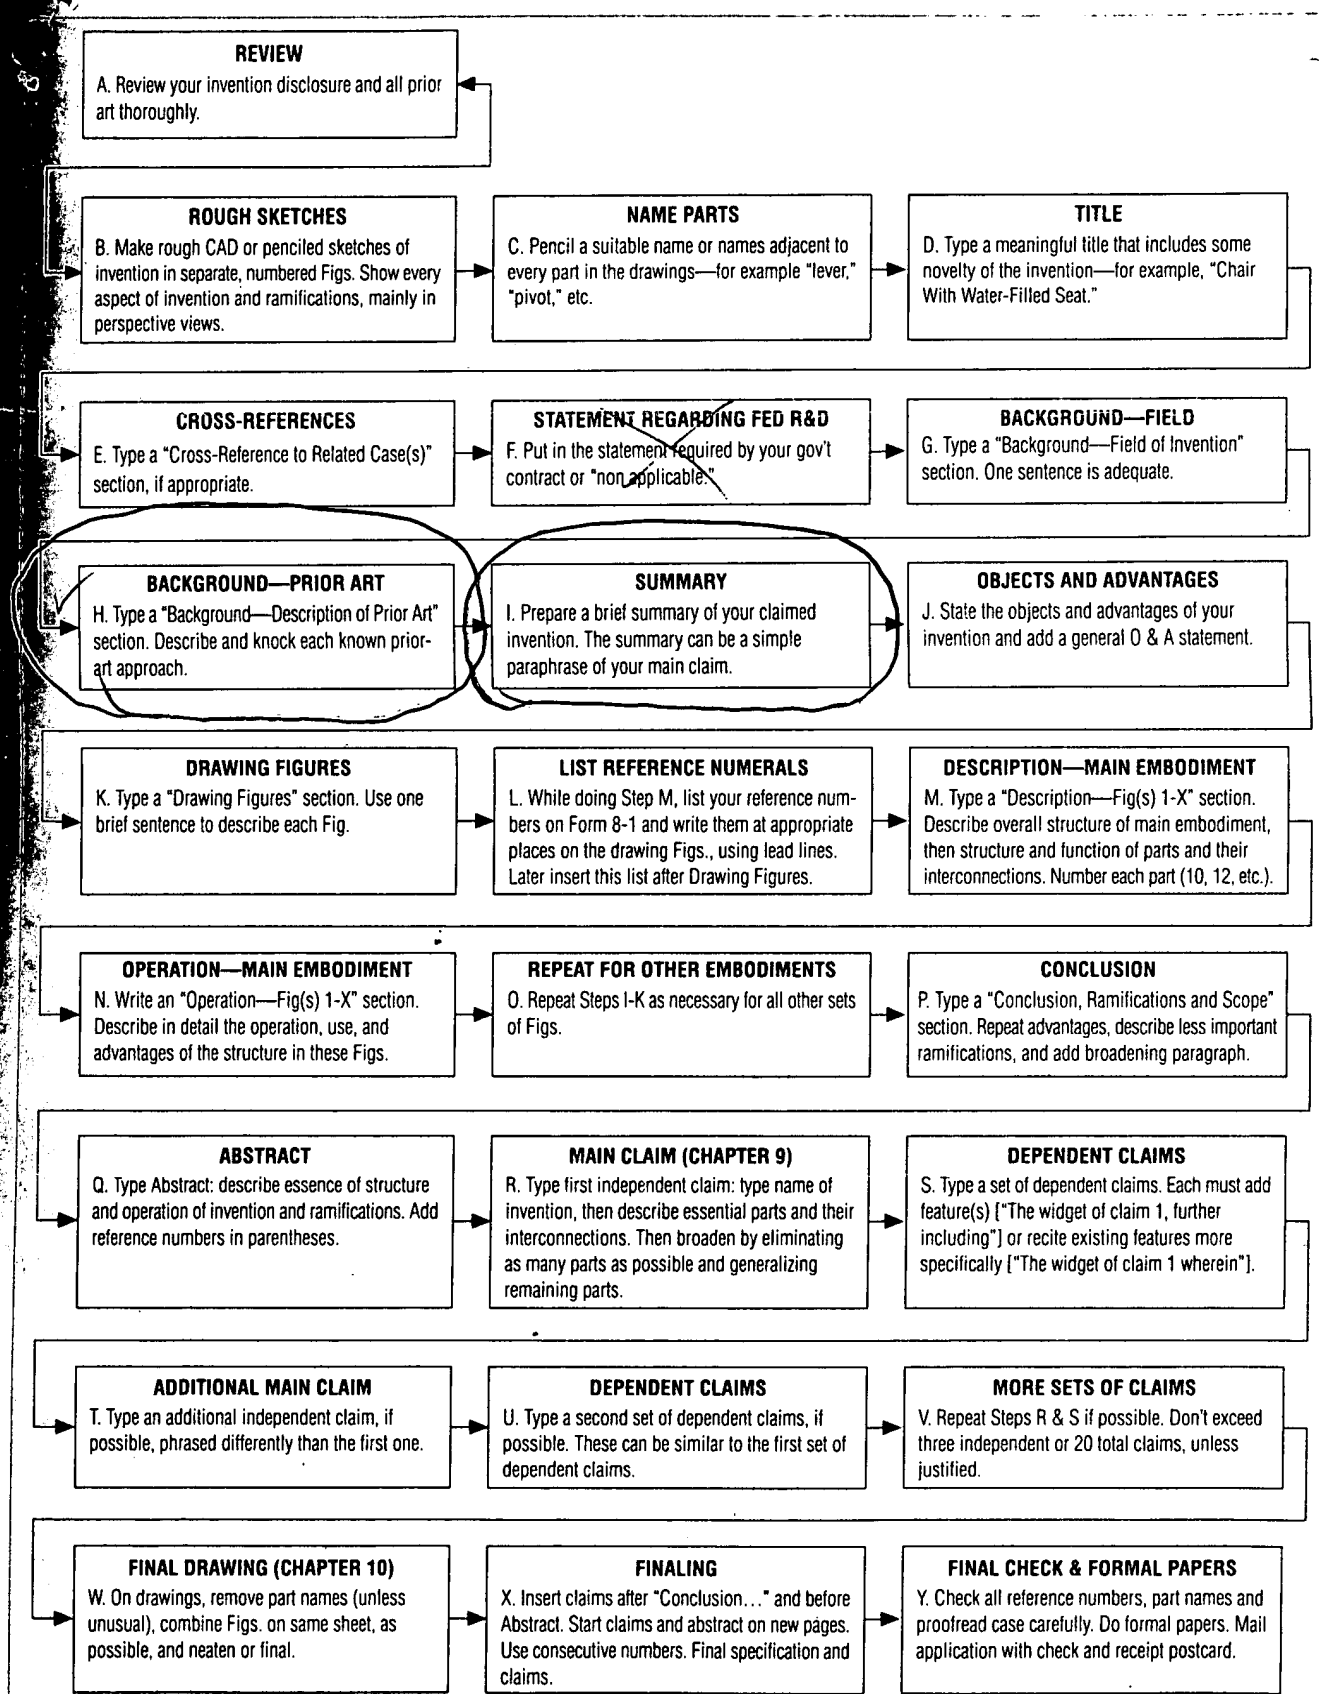 REVIEW
A. Review your invention disclosure and all prior
art thoroughly.
ROUGH SKETCHES
B. Make rough CAD or penciled sketches of
invention in separate, numbered Figs. Show every
aspect of invention and ramifications, mainly in
perspective views.
NAME PARTS
C. Pencil a suitable name or names adjacent to
every part in the drawings—for example "lever,"
"pivot," etc.
TITLE
D. Type a meaningful title that includes some
novelty of the invention—for example, "Chair
With Water-Filled Seat."
CROSS-REFERENCES
E. Type a "Cross-Reference to Related Case(s)"
section, if appropriate.
STATEMENT REGARDING FED R&D
F. Put in the statement required by your gov't
contract or "non applicable."
BACKGROUND—FIELD
G. Type a "Background—Field of Invention"
section. One sentence is adequate.
BACKGROUND—PRIOR ART
H. Type a "Background—Description of Prior Art"
section. Describe and knock each known prior-
art approach.
SUMMARY
I. Prepare a brief summary of your claimed
invention. The summary can be a simple
paraphrase of your main claim.
OBJECTS AND ADVANTAGES
J. State the objects and advantages of your
invention and add a general O & A statement.
DRAWING FIGURES
K. Type a "Drawing Figures" section. Use one
brief sentence to describe each Fig.
LIST REFERENCE NUMERALS
L. While doing Step M, list your reference num-
bers on Form 8-1 and write them at appropriate
places on the drawing Figs., using lead lines.
Later insert this list after Drawing Figures.
DESCRIPTION—MAIN EMBODIMENT
M. Type a "Description—Fig(s) 1-X" section.
Describe overall structure of main embodiment,
then structure and function of parts and their
interconnections. Number each part (10, 12, etc.).
OPERATION—MAIN EMBODIMENT
N. Write an "Operation—Fig(s) 1-X" section.
Describe in detail the operation, use, and
advantages of the structure in these Figs.
REPEAT FOR OTHER EMBODIMENTS
O. Repeat Steps I-K as necessary for all other sets
of Figs.
CONCLUSION
P. Type a "Conclusion, Ramifications and Scope"
section. Repeat advantages, describe less important
ramifications, and add broadening paragraph.
ABSTRACT
Q. Type Abstract: describe essence of structure
and operation of invention and ramifications. Add
reference numbers in parentheses.
MAIN CLAIM (CHAPTER 9)
R. Type first independent claim: type name of
invention, then describe essential parts and their
interconnections. Then broaden by eliminating
as many parts as possible and generalizing
remaining parts.
DEPENDENT CLAIMS
S. Type a set of dependent claims. Each must add
feature(s) ["The widget of claim 1, further
including"] or recite existing features more
specifically ["The widget of claim 1 wherein"].
ADDITIONAL MAIN CLAIM
T. Type an additional independent claim, if
possible, phrased differently than the first one.
DEPENDENT CLAIMS
U. Type a second set of dependent claims, if
possible. These can be similar to the first set of
dependent claims.
MORE SETS OF CLAIMS
V. Repeat Steps R & S if possible. Don't exceed
three independent or 20 total claims, unless
justified.
FINAL DRAWING (CHAPTER 10)
W. On drawings, remove part names (unless
unusual), combine Figs. on same sheet, as
possible, and neaten or final.
FINALING
X. Insert claims after "Conclusion..." and before
Abstract. Start claims and abstract on new pages.
Use consecutive numbers. Final specification and
claims.
FINAL CHECK & FORMAL PAPERS
Y. Check all reference numbers, part names and
proofread case carefully. Do formal papers. Mail
application with check and receipt postcard.